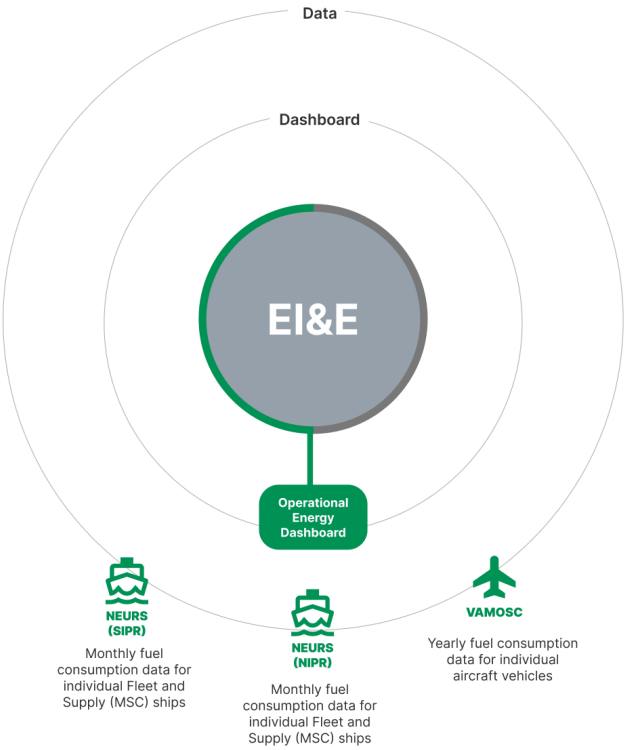 Data
Dashboard
EI&E
Operational
Energy
Dashboard
NEURS
(SIPR)
Monthly fuel
consumption data for
individual Fleet and
Supply (MSC) ships
NEURS
(NIPR)
Monthly fuel
consumption data for
individual Fleet and
Supply (MSC) ships
VAMOSC
Yearly fuel consumption
data for individual
aircraft vehicles